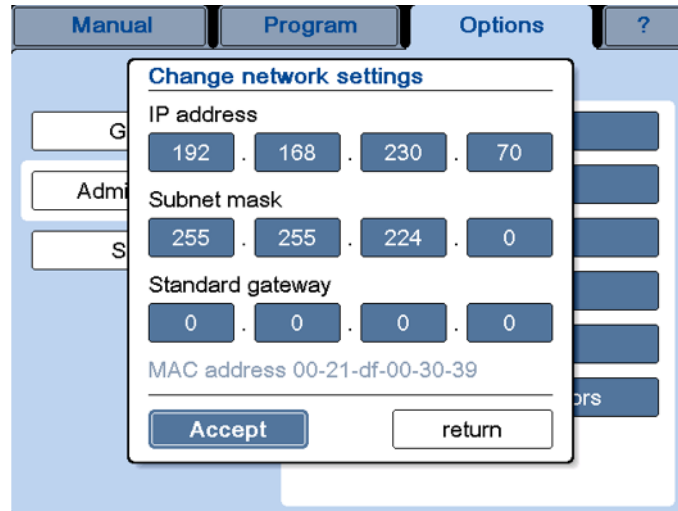 Manual Program Options ?
Change network settings
IP address
192 . 168 . 230 . 70
Subnet mask
255 . 255 . 224 . 0
Standard gateway
0 . 0 . 0 . 0
MAC address 00-21-df-00-30-39
Accept return